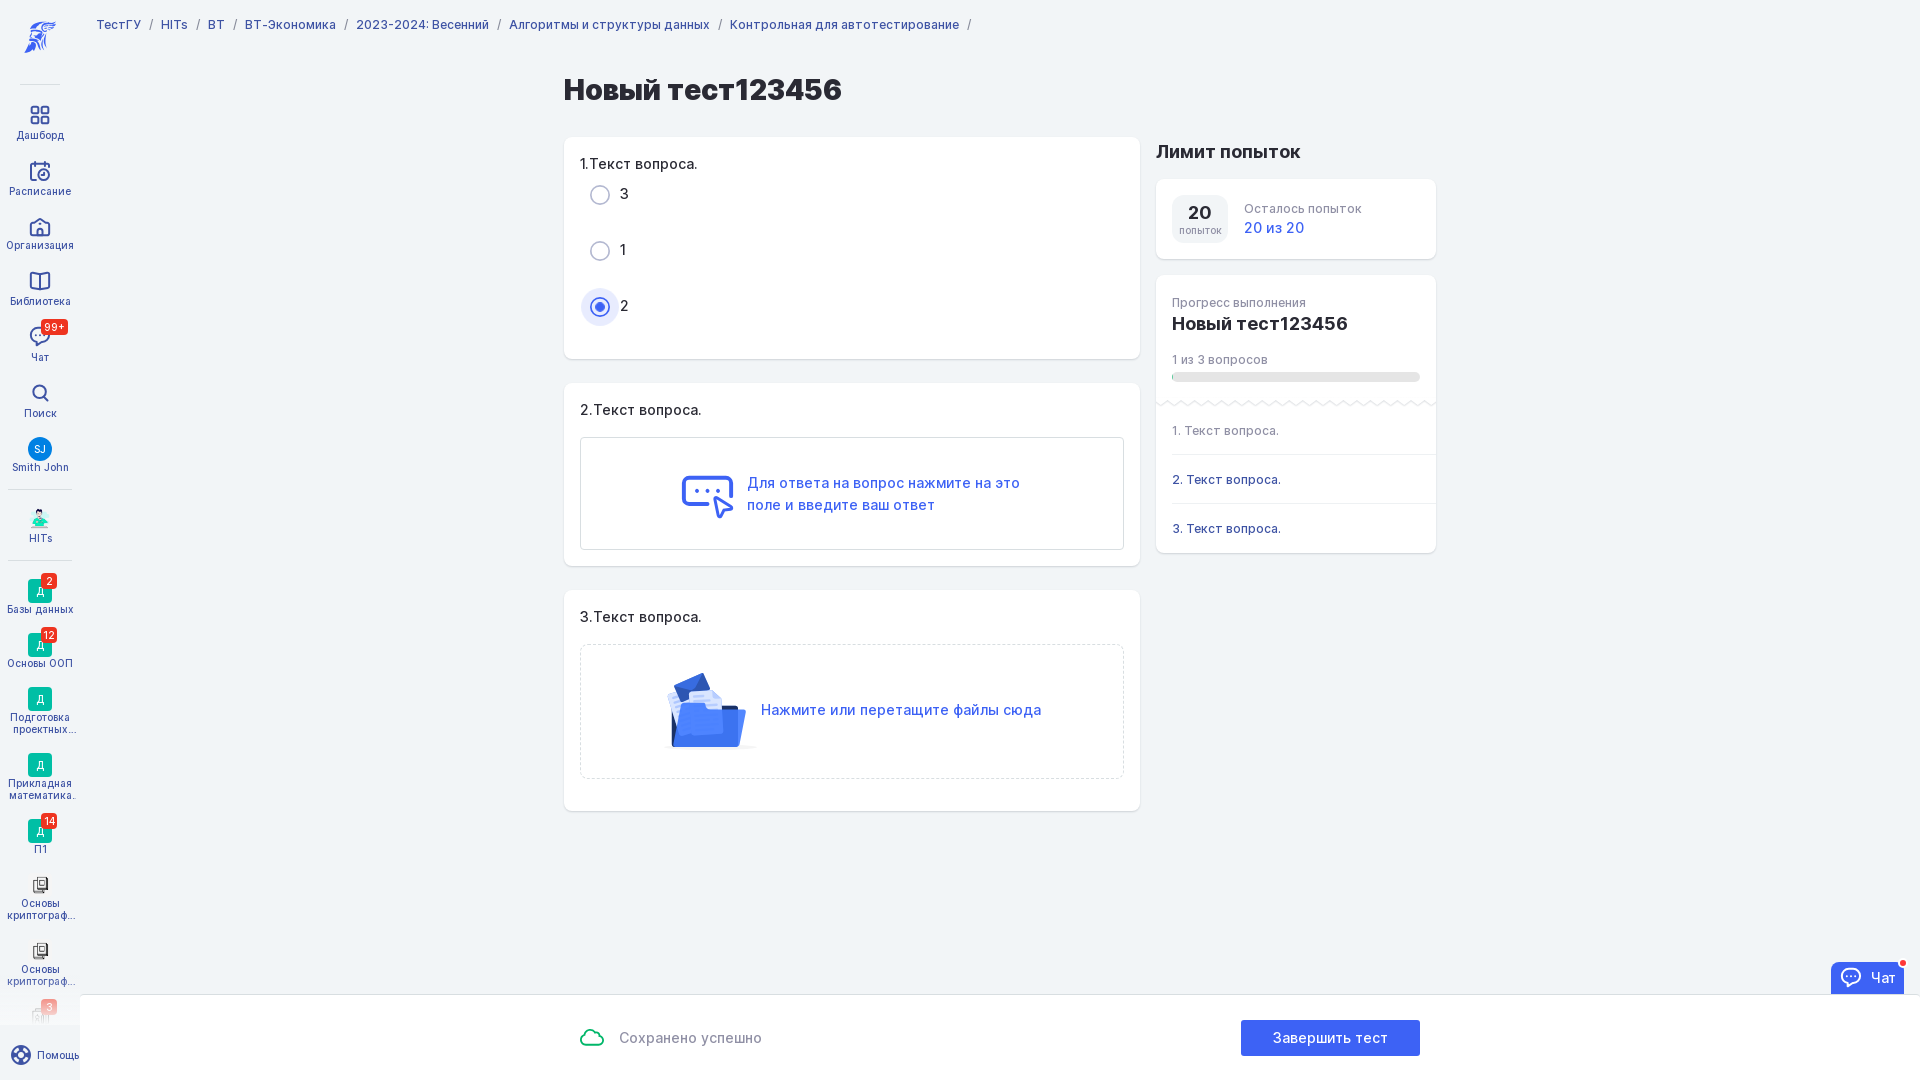 ТестГУ / HITs / ВТ / ВТ-Экономика / 2023-2024: Весенний / Алгоритмы и структуры данных / Контрольная для автотестирования /
Дашборд
Расписание
Организация
Библиотека
99+
Чат
Поиск
SJ
Smith John
HITs
2
Д
Базы данных
12
Д
Основы ООП
Д
Подготовка
проектных...
Д
Прикладная
математика.
14
Д
П1
Основы
криптограф...
Основы
криптограф...
3
Помощь
Новый тест123456
1.Текст вопроса.
3
1
2
2.Текст вопроса.
Для ответа на вопрос нажмите на это
поле и введите ваш ответ
3.Текст вопроса.
Нажмите или перетащите файлы сюда
Лимит попыток
20
попыток
Осталось попыток
20 из 20
Прогресс выполнения
Новый тест123456
1 из 3 вопросов
1. Текст вопроса.
2. Текст вопроса.
3. Текст вопроса.
Чат
Сохранено успешно
Завершить тест